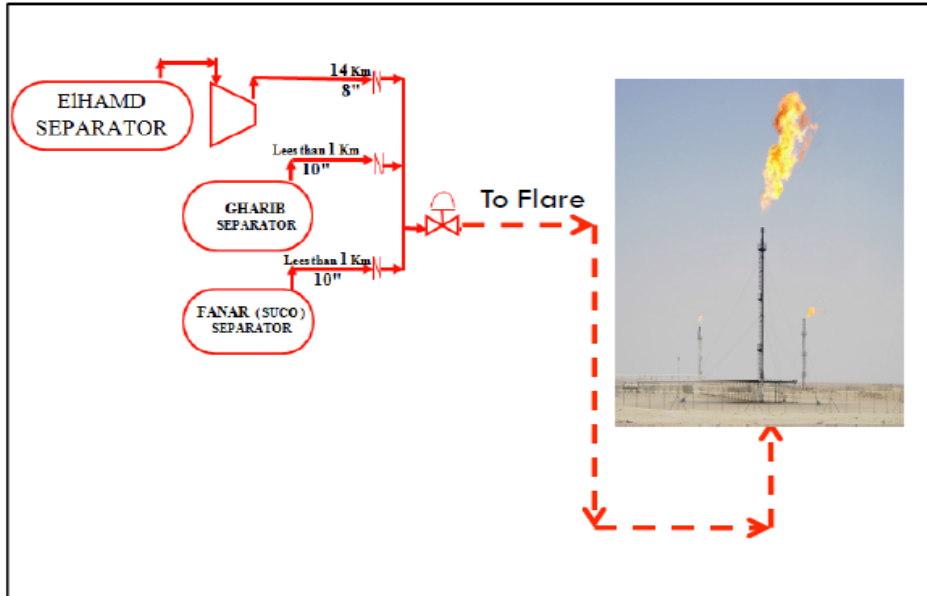 ElHAMD
SEPARATOR
14 Km
8"
Lees than 1 Km
10"
GHARIB
SEPARATOR
To Flare
Lees than 1 Km
10"
FANAR (SUCO)
SEPARATOR